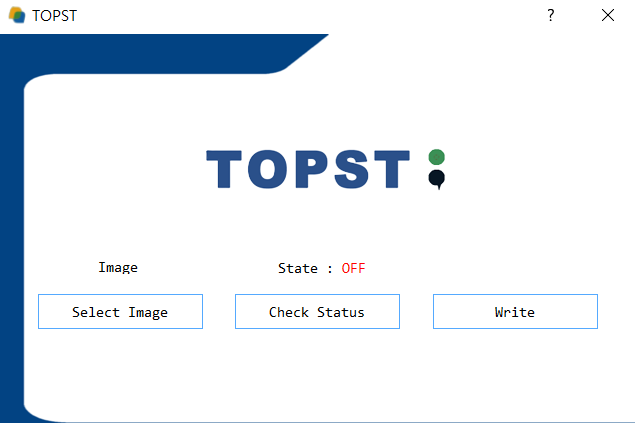 TOPST
TOPST
Image
State : OFF
Select Image
Check Status
Write